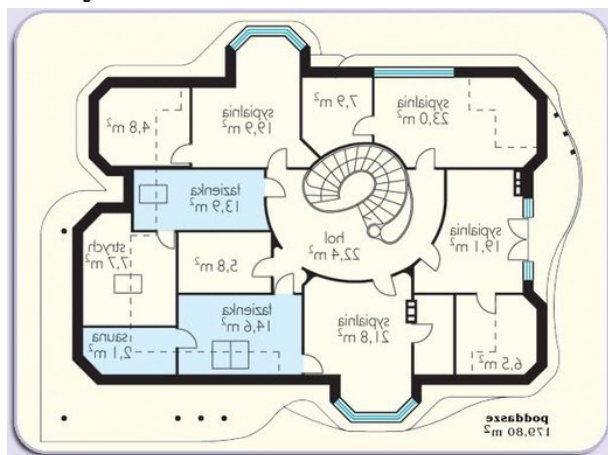 sypialnia
19,9 m²
7,9 m²
sypialnia
23,0 m²
4,8 m²
łazienka
13,9 m²
hol
22,4 m²
sypialnia
19,1 m²
strych
7,7 m²
5,8 m²
łazienka
14,6 m²
sypialnia
21,8 m²
sauna
2,1 m²
6,5 m²
poddasze
179,80 m²